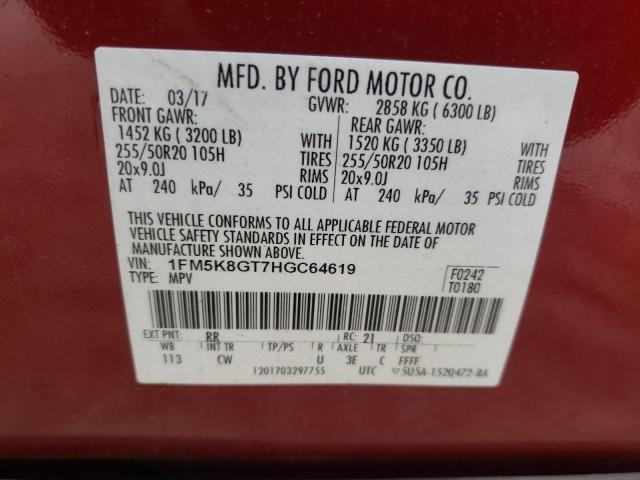 MFD. BY FORD MOTOR CO.
DATE: 03/17 GVWR: 2858 KG ( 6300 LB)
FRONT GAWR: REAR GAWR:
1452 KG ( 3200 LB) WITH 1520 KG ( 3350 LB) WITH
255/50R20 105H TIRES 255/50R20 105H TIRES
20x9.0J RIMS 20x9.0J RIMS
AT 240 kPa/ 35 PSI COLD AT 240 kPa/ 35 PSI COLD
THIS VEHICLE CONFORMS TO ALL APPLICABLE FEDERAL MOTOR
VEHICLE SAFETY STANDARDS IN EFFECT ON THE DATE OF
MANUFACTURE SHOWN ABOVE.
VIN: 1FM5K8GT7HGC64619 F0242
TYPE: MPV T0180
EXT PNT: RR RC: 21 DSO:
WB INT TR TP/PS R AXLE TR SPR
113 CW U 3E C FFFF
1201703297755 UTC ▽5U5A-1520472-BA